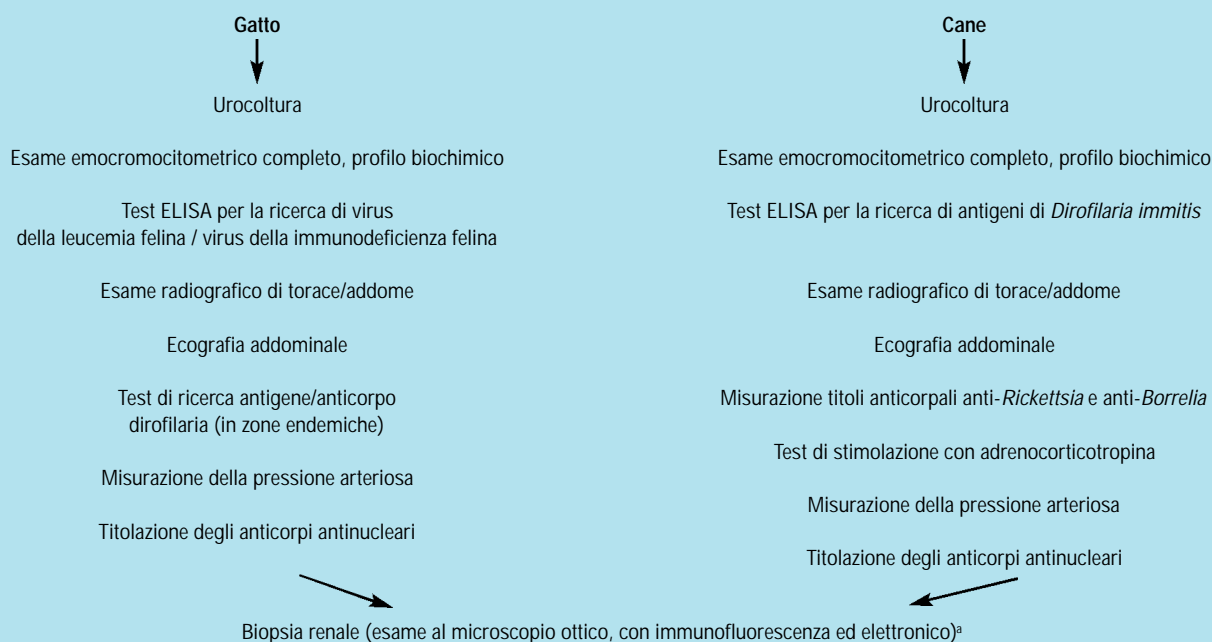 Gatto
Urocoltura
Esame emocromocitometrico completo, profilo biochimico
Test ELISA per la ricerca di virus
della leucemia felina / virus della immunodeficienza felina
Esame radiografico di torace/addome
Ecografia addominale
Test di ricerca antigene/anticorpo
dirofilaria (in zone endemiche)
Misurazione della pressione arteriosa
Titolazione degli anticorpi antinucleari
Cane
Urocoltura
Esame emocromocitometrico completo, profilo biochimico
Test ELISA per la ricerca di antigeni di Dirofilaria immitis
Esame radiografico di torace/addome
Ecografia addominale
Misurazione titoli anticorpali anti-Rickettsia e anti-Borrelia
Test di stimolazione con adrenocorticotropina
Misurazione della pressione arteriosa
Titolazione degli anticorpi antinucleari
Biopsia renale (esame al microscopio ottico, con immunofluorescenza ed elettronico)ᵃ